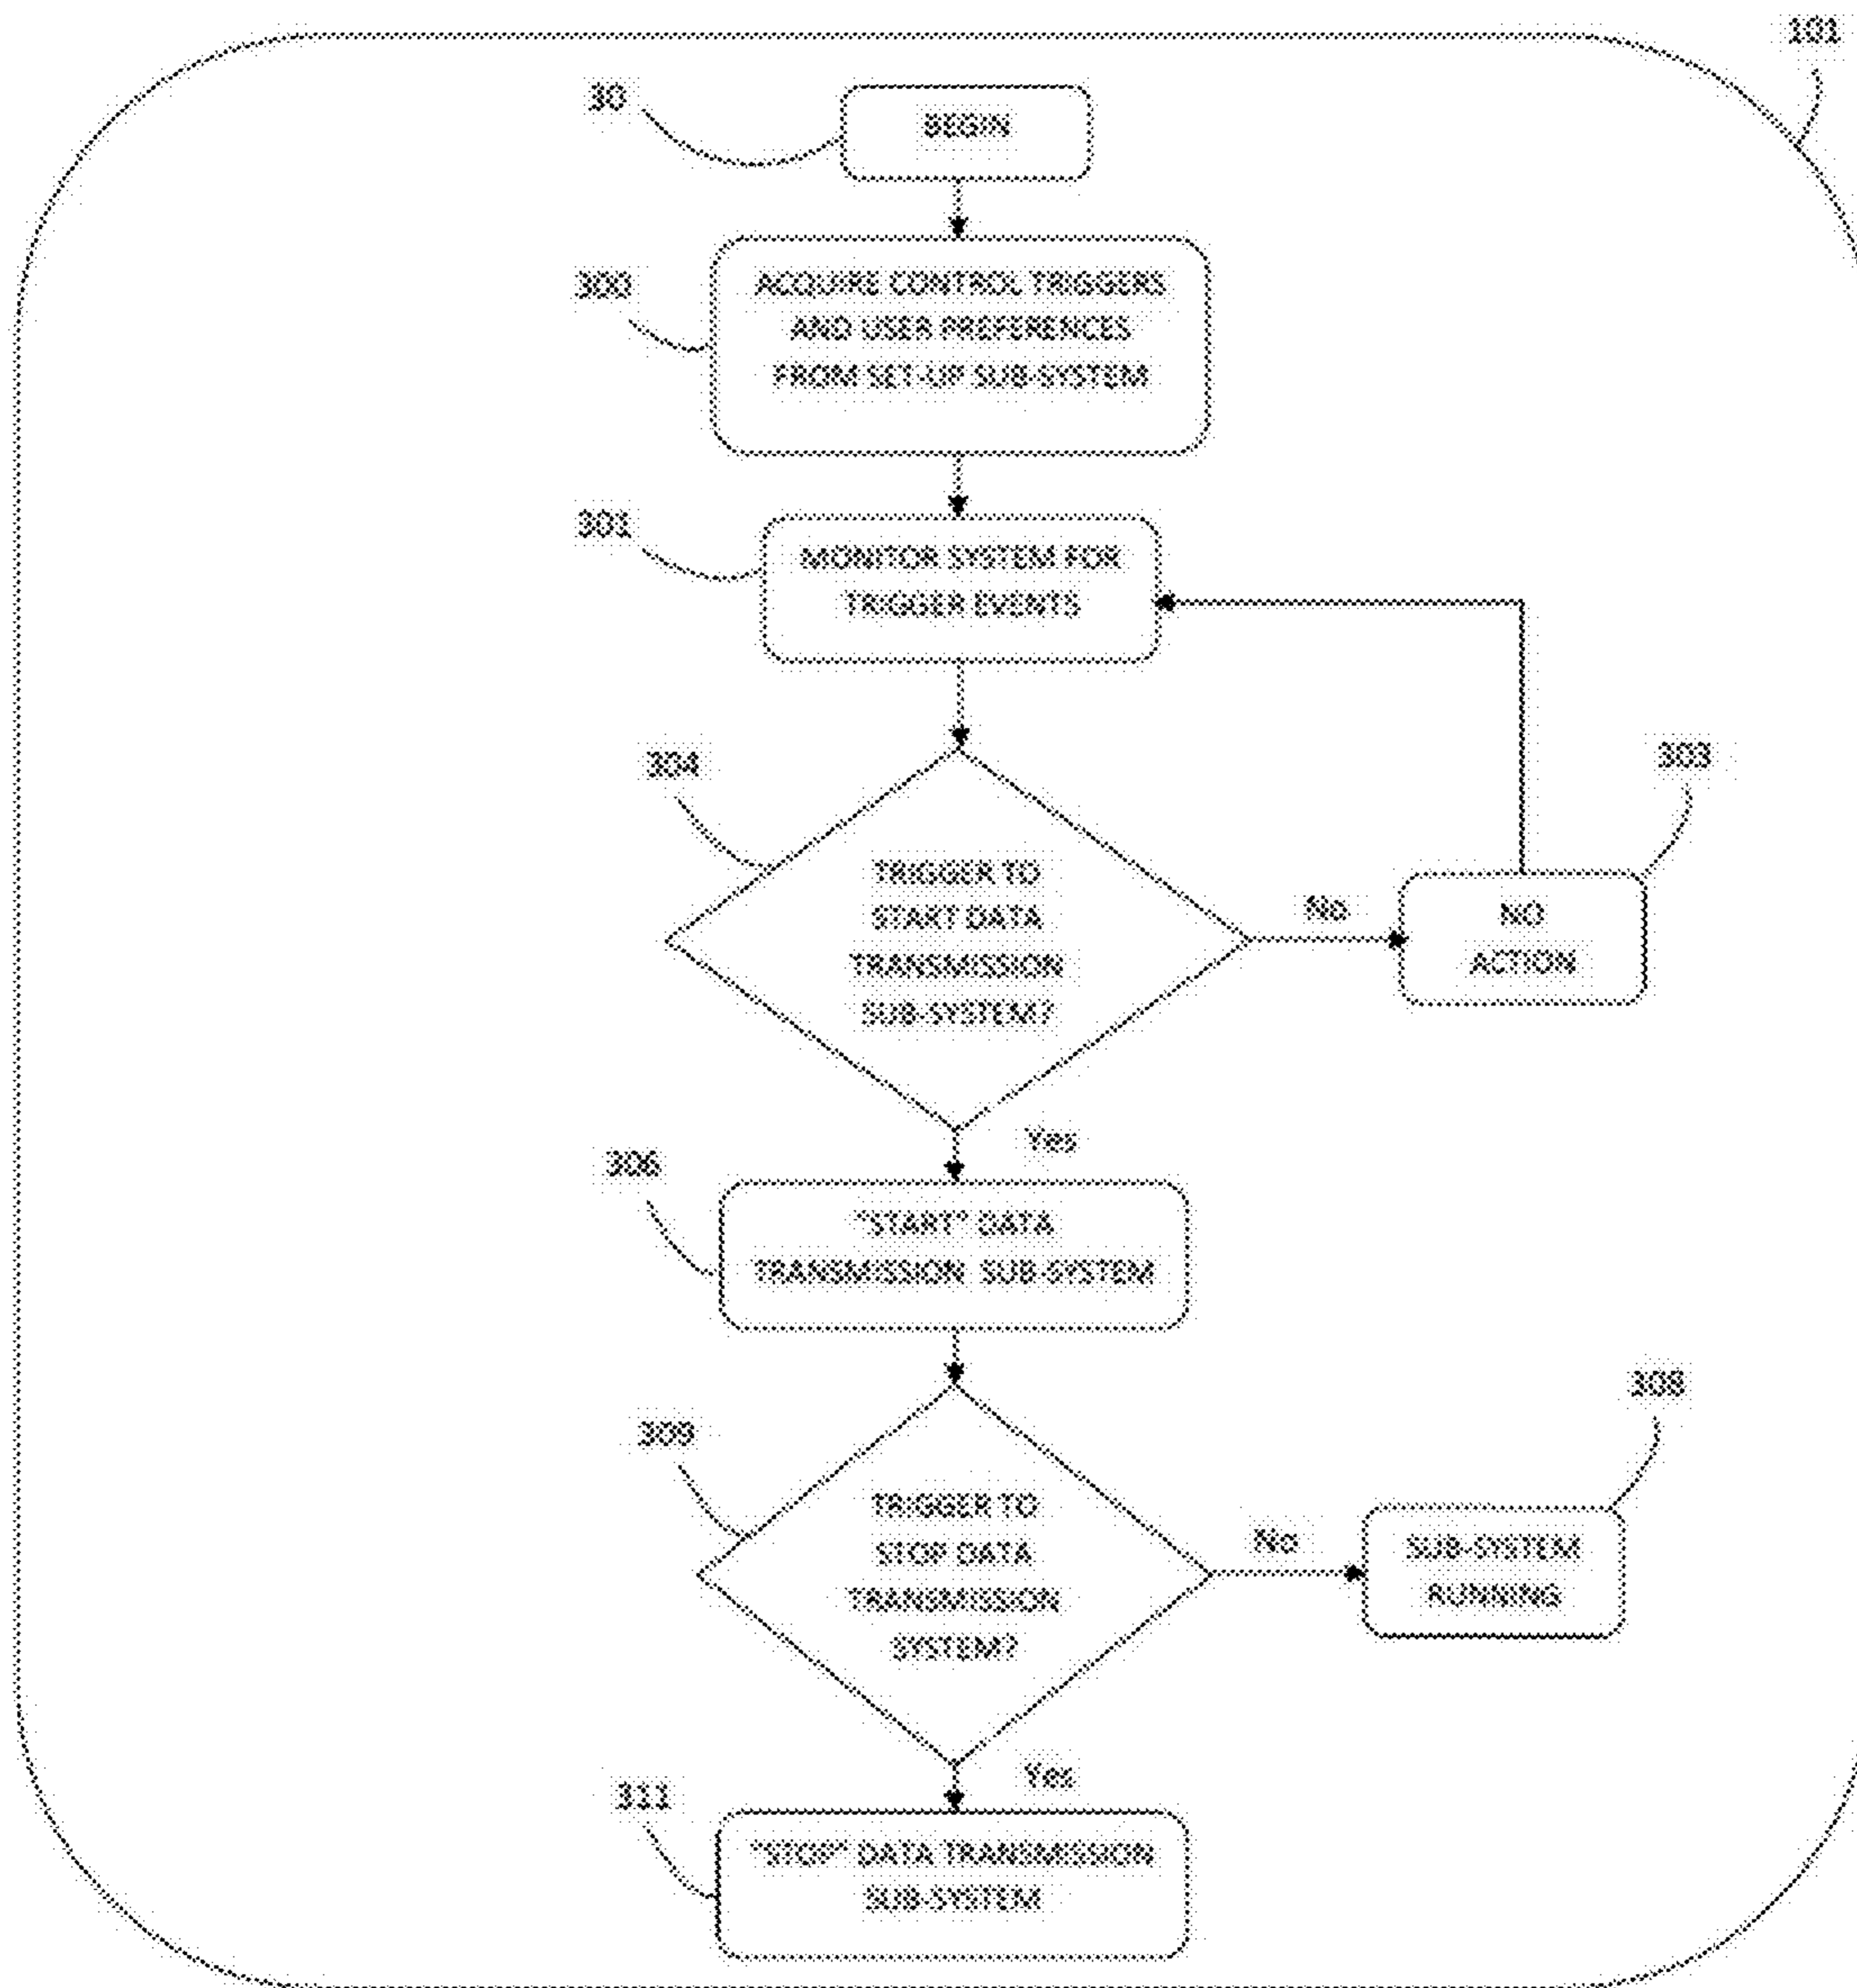 101
30
BEGIN
300
ACQUIRE CONTROL TRIGGERS
AND USER PREFERENCES
FROM SET-UP SUB-SYSTEM
301
MONITOR SYSTEM FOR
TRIGGER EVENTS
304
303
TRIGGER TO
START DATA
TRANSMISSION
SUB-SYSTEM?
No
NO
ACTION
Yes
306
"START" DATA
TRANSMISSION SUB-SYSTEM
309
308
TRIGGER TO
STOP DATA
TRANSMISSION
SYSTEM?
No
SUB-SYSTEM
RUNNING
Yes
311
"STOP" DATA TRANSMISSION
SUB-SYSTEM